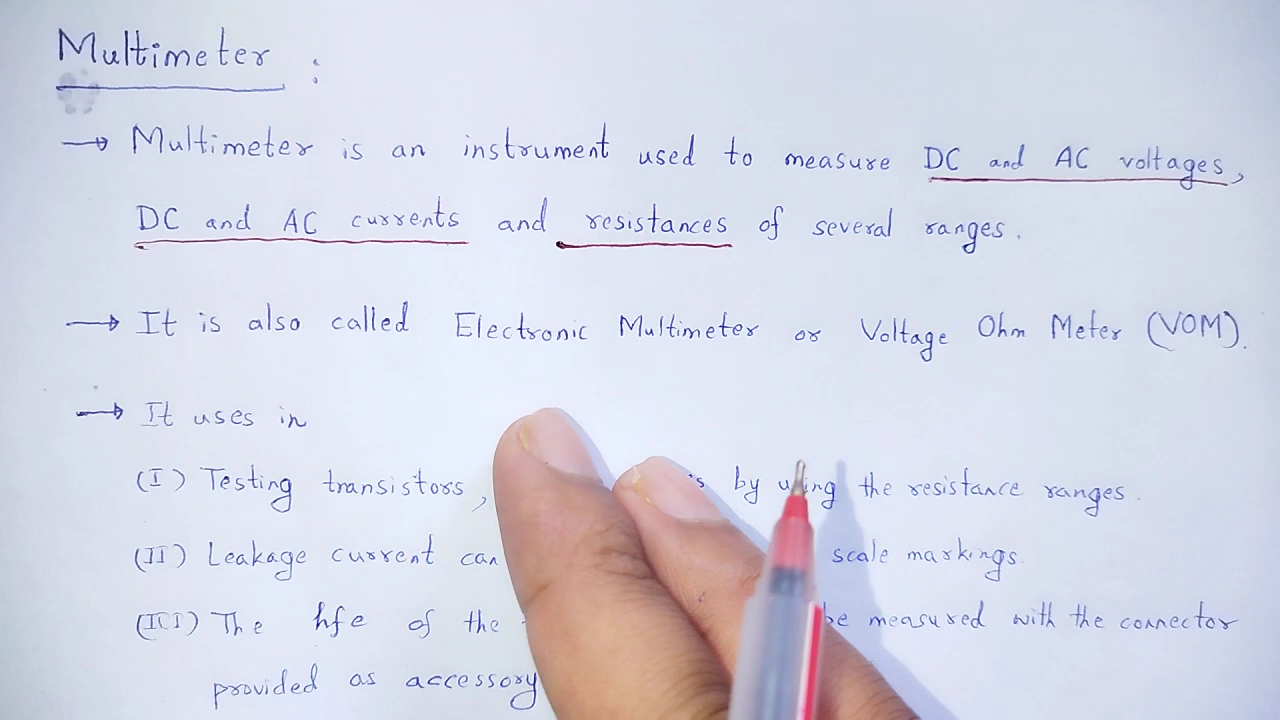 Multimeter :
→ Multimeter is an instrument used to measure DC and AC voltages,
DC and AC currents and resistances of several ranges.
→ It is also called Electronic Multimeter or Voltage Ohm Meter (VOM).
→ It uses in
(I) Testing transistors, by using the resistance ranges.
(II) Leakage current can scale markings.
(III) The hfe of the be measured with the connector
provided as accessory